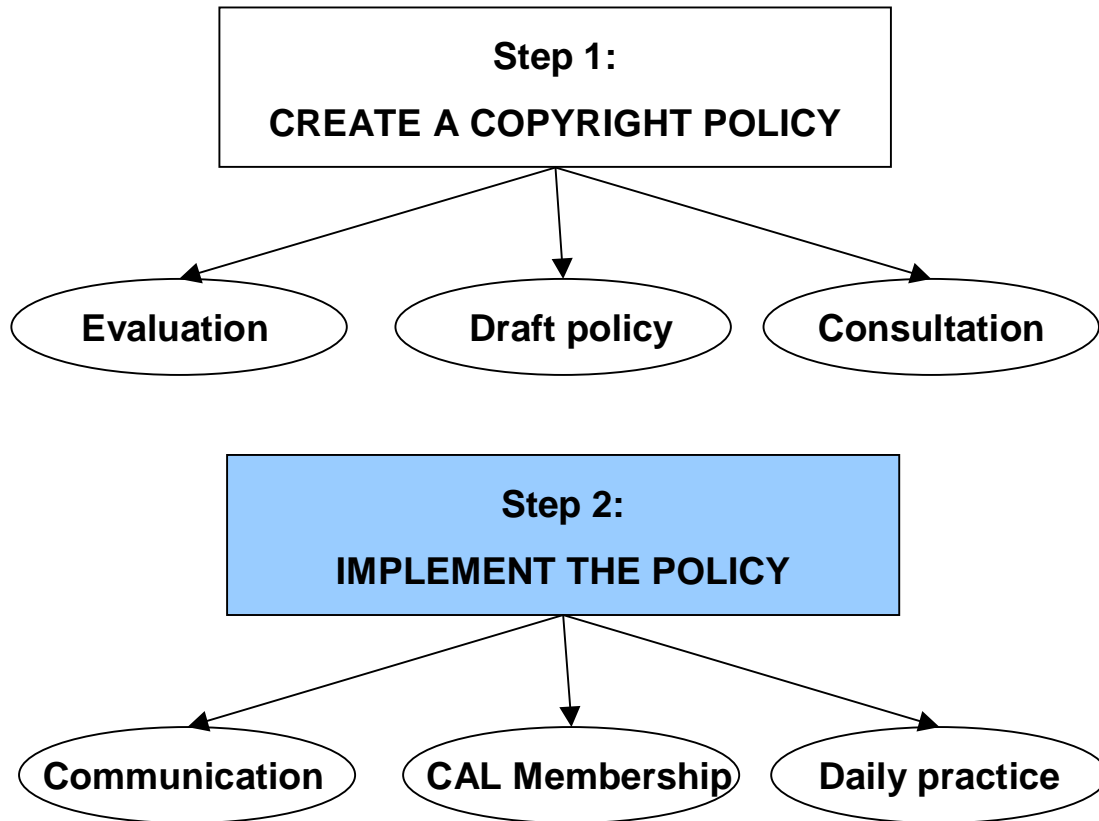 Step 1:
CREATE A COPYRIGHT POLICY
Evaluation
Draft policy
Consultation
Step 2:
IMPLEMENT THE POLICY
Communication
CAL Membership
Daily practice